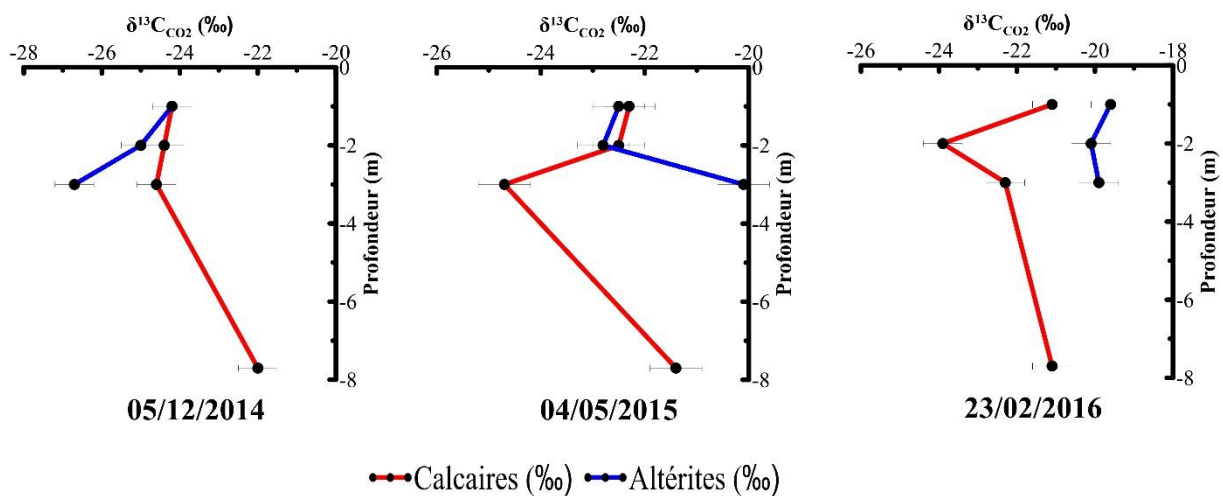 δ¹³C_CO2 (‰)
-28 -26 -24 -22 -20
0
-2
-4
-6
-8
Profondeur (m)
05/12/2014
δ¹³C_CO2 (‰)
-26 -24 -22 -20
0
-2
-4
-6
-8
Profondeur (m)
04/05/2015
δ¹³C_CO2 (‰)
-26 -24 -22 -20 -18
0
-2
-4
-6
-8
Profondeur (m)
23/02/2016
Calcaires (‰) Altérites (‰)